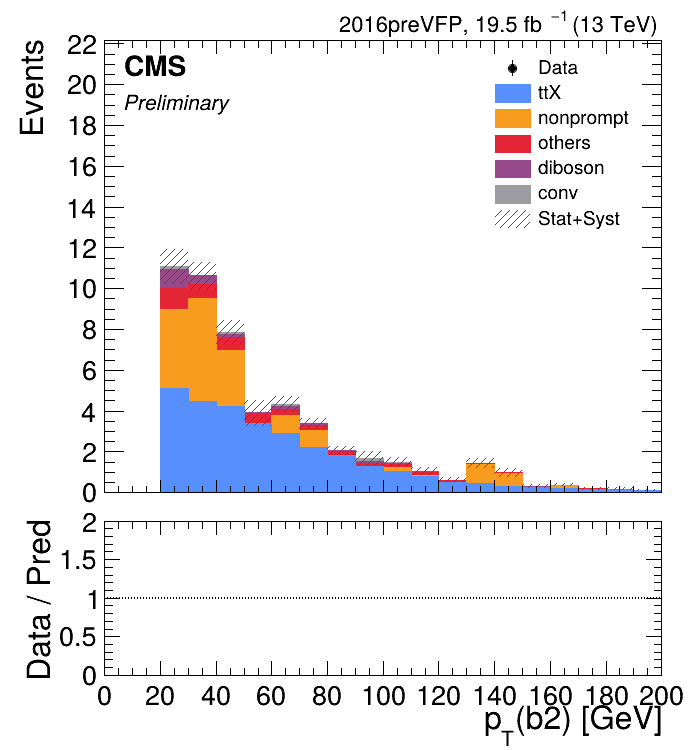 2016preVFP, 19.5 fb⁻¹ (13 TeV)
CMS
Preliminary
Events
Data
ttX
nonprompt
others
diboson
conv
Stat+Syst
22
20
18
16
14
12
10
8
6
4
2
0
Data / Pred
2
1.5
1
0.5
0
0 20 40 60 80 100 120 140 160 180 200
p_T(b2) [GeV]